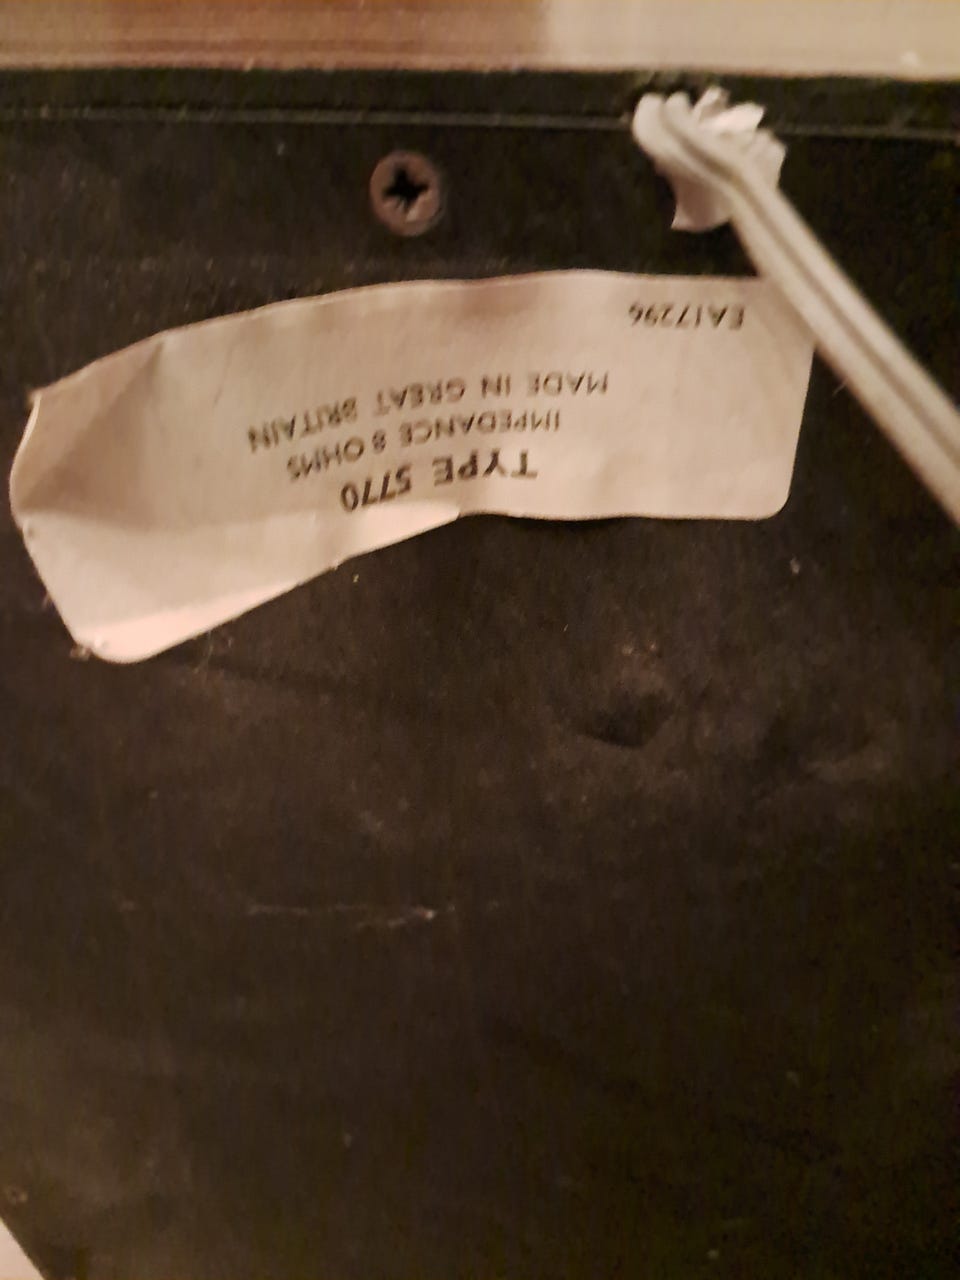 TYPE 5770
IMPEDANCE 8 OHMS
MADE IN GREAT BRITAIN
EA17296